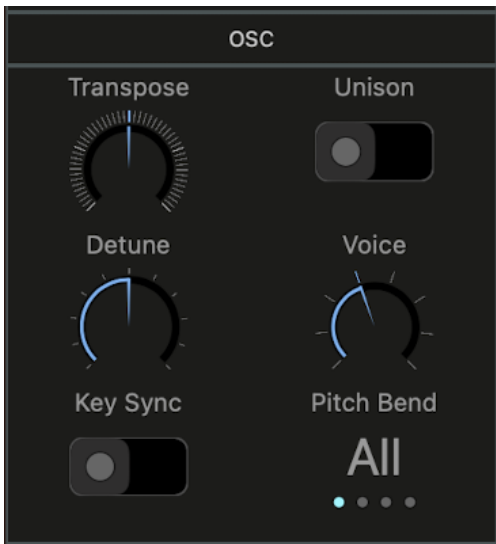 OSC
Transpose
Unison
Detune
Voice
Key Sync
Pitch Bend
All